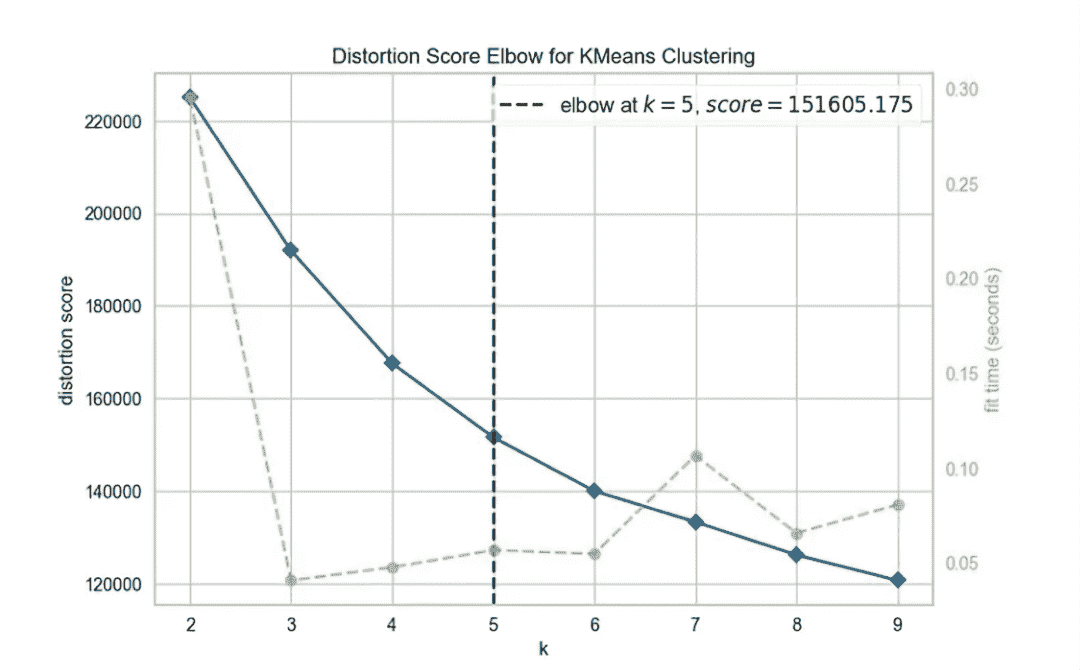 Distortion Score Elbow for KMeans Clustering
elbow at k = 5, score = 151605.175
distortion score
220000
200000
180000
160000
140000
120000
0.30
0.25
0.20
0.15
0.10
0.05
fit time (seconds)
2 3 4 5 6 7 8 9
k